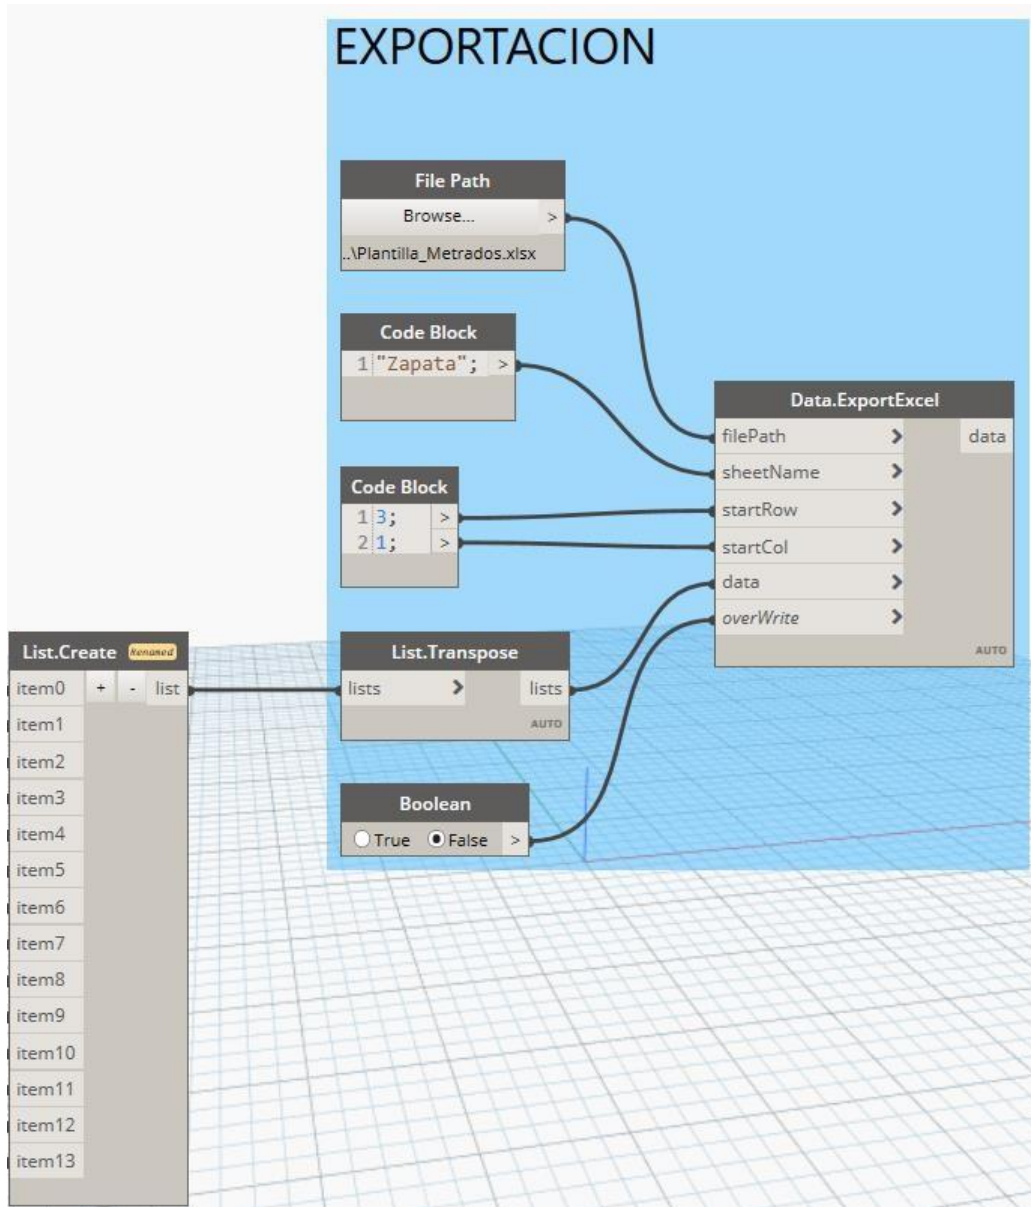 EXPORTACION
File Path
Browse... >
..\Plantilla_Metrados.xlsx
Code Block
1 "Zapata"; >
Code Block
1 3; >
2 1; >
Data.ExportExcel
filePath > data
sheetName >
startRow >
startCol >
data >
overWrite >
AUTO
List.Create Renamed
item0 + - list
item1
item2
item3
item4
item5
item6
item7
item8
item9
item10
item11
item12
item13
List.Transpose
lists > lists
AUTO
Boolean
True False >